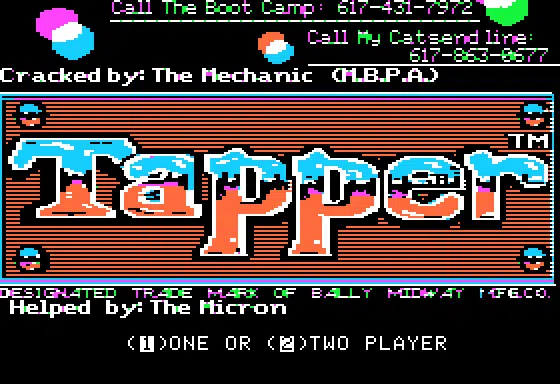 Call The Boot Camp: 617-431-7972
Call My Catsend line:
617-863-0677
Cracked by: The Mechanic (M.B.P.A.)
TM
Tapper
DESIGNATED TRADE MARK OF BALLY MIDWAY MFG.CO.
Helped by: The Micron
(1)ONE OR (2)TWO PLAYER